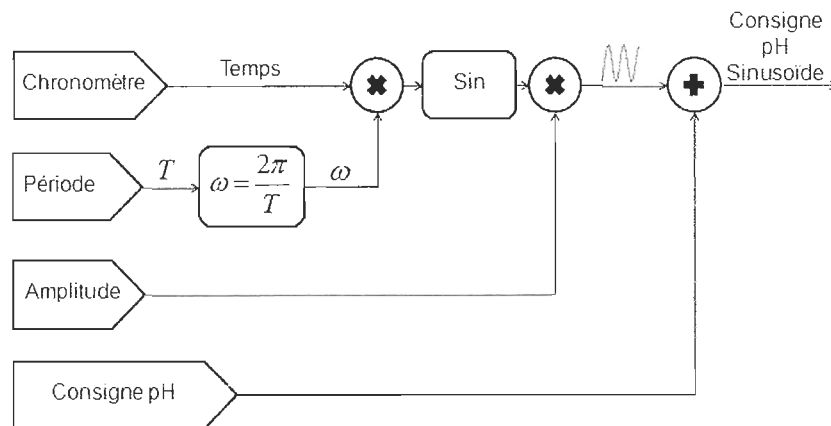 Consigne
pH
Sinusoïde
Chronomètre
Temps
Sin
Période
T
ω = 2π/T
ω
Amplitude
Consigne pH